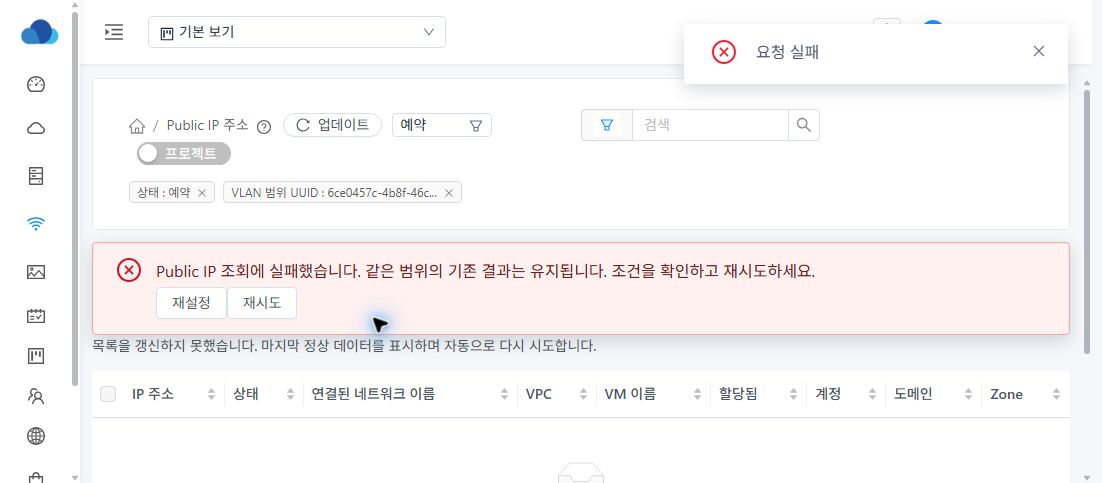 기본 보기
요청 실패
/ Public IP 주소
업데이트
예약
검색
프로젝트
상태 : 예약
VLAN 범위 UUID : 6ce0457c-4b8f-46c...
Public IP 조회에 실패했습니다. 같은 범위의 기존 결과는 유지됩니다. 조건을 확인하고 재시도하세요.
재설정 재시도
목록을 갱신하지 못했습니다. 마지막 정상 데이터를 표시하며 자동으로 다시 시도합니다.
IP 주소 상태 연결된 네트워크 이름 VPC VM 이름 할당됨 계정 도메인 Zone